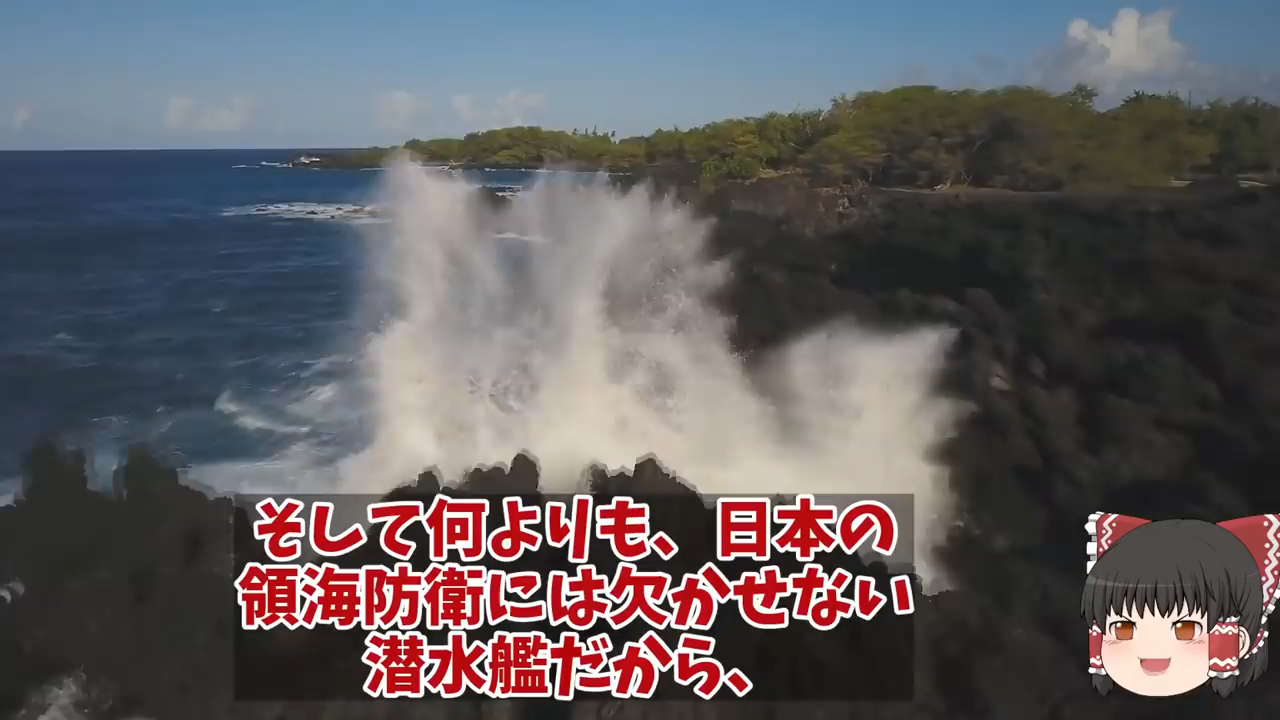 そして何よりも、日本の
領海防衛には欠かせない
潜水艦だから、